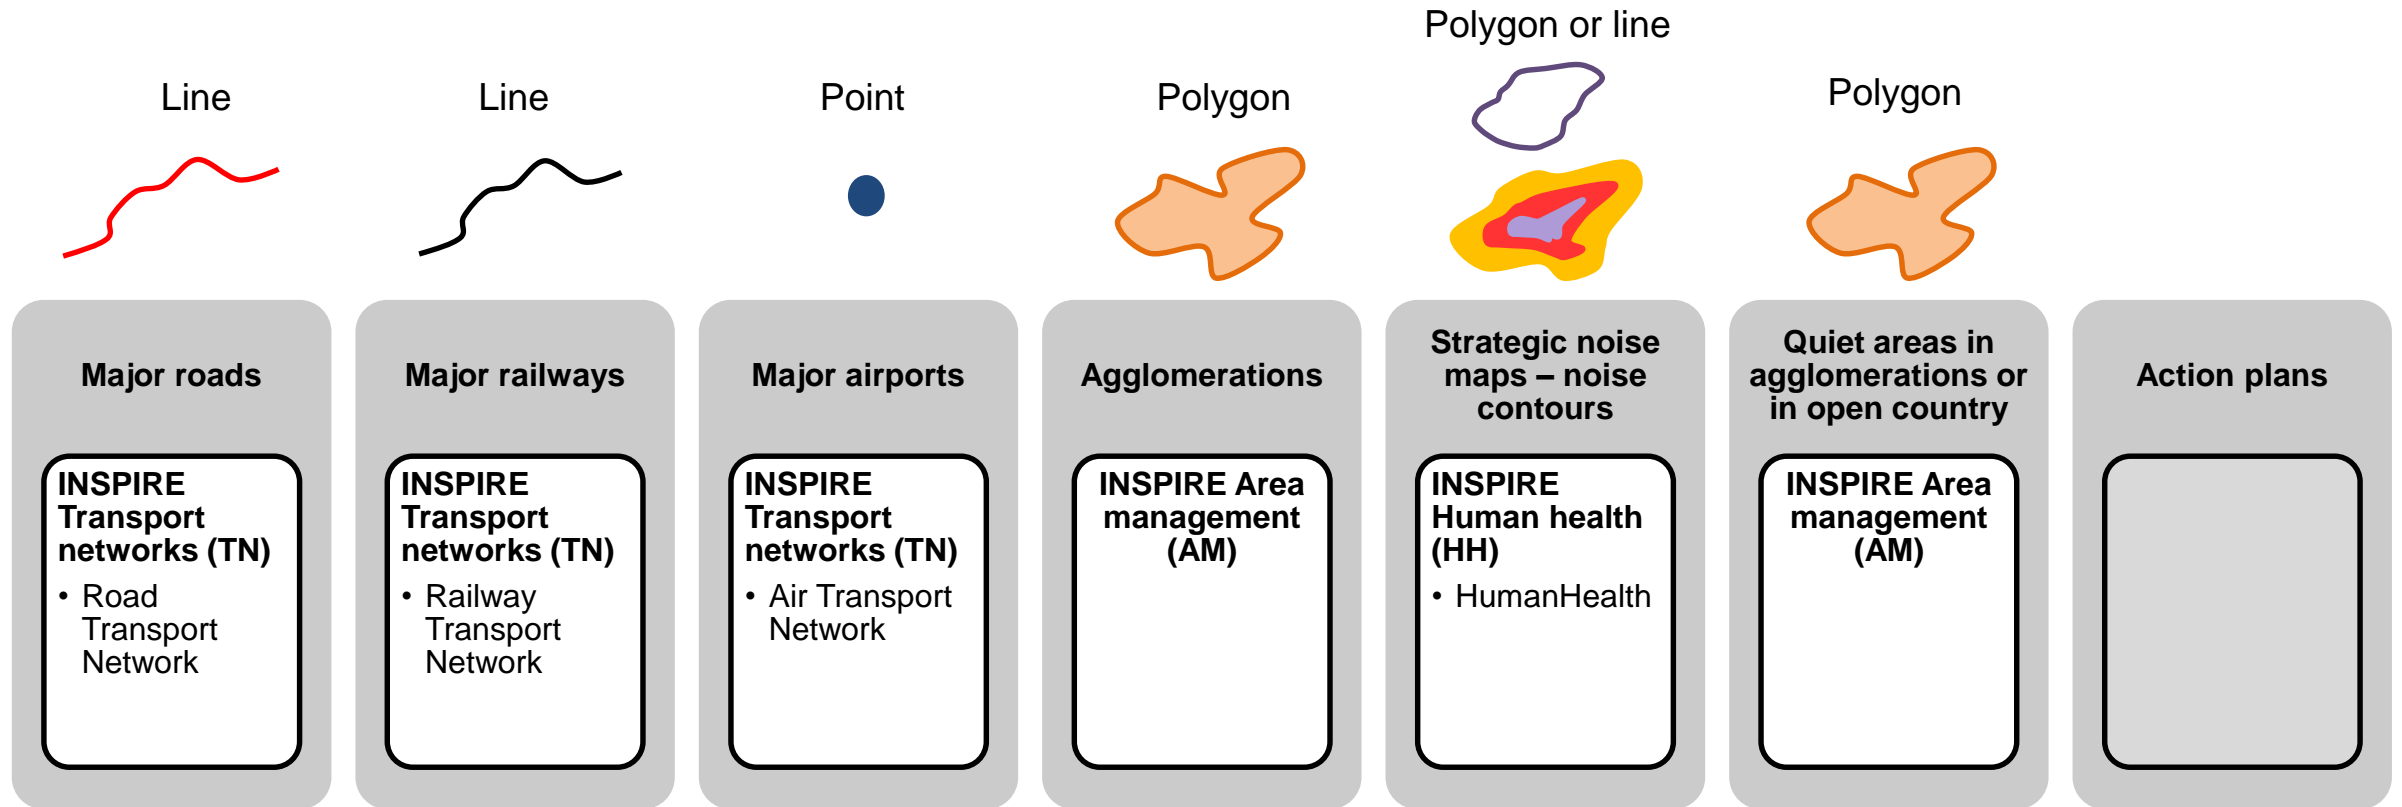 Line
Line
Point
Polygon
Polygon or line
Polygon
Major roads
INSPIRE
Transport
networks (TN)
• Road
Transport
Network
Major railways
INSPIRE
Transport
networks (TN)
• Railway
Transport
Network
Major airports
INSPIRE
Transport
networks (TN)
• Air Transport
Network
Agglomerations
INSPIRE Area
management
(AM)
Strategic noise
maps – noise
contours
INSPIRE
Human health
(HH)
• HumanHealth
Quiet areas in
agglomerations or
in open country
INSPIRE Area
management
(AM)
Action plans